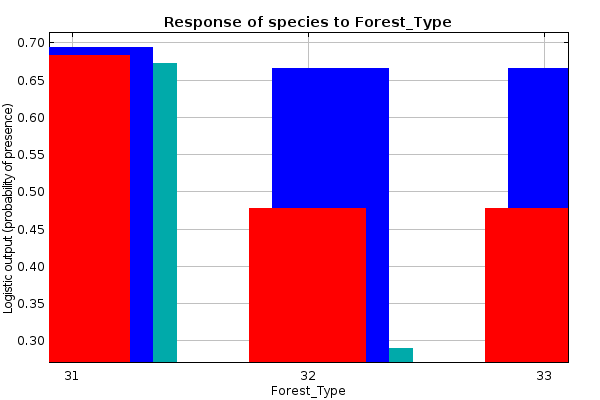 Response of species to Forest_Type
Logistic output (probability of presence)
0.70
0.65
0.60
0.55
0.50
0.45
0.40
0.35
0.30
31 32 33
Forest_Type